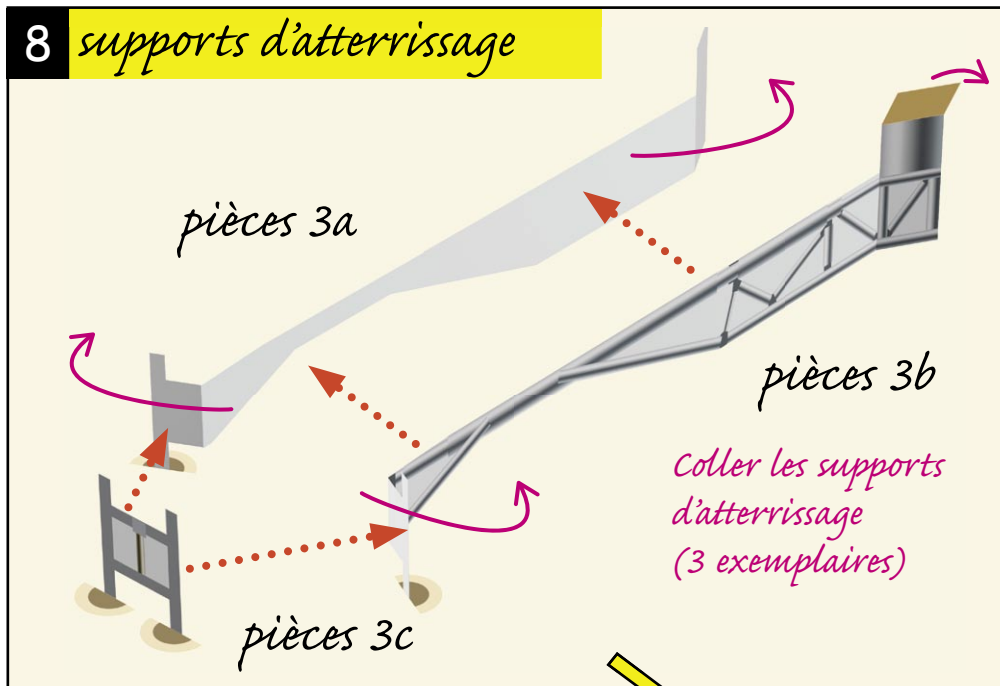 8 supports d'atterrissage
pièces 3a
pièces 3b
Coller les supports
d'atterrissage
(3 exemplaires)
pièces 3c